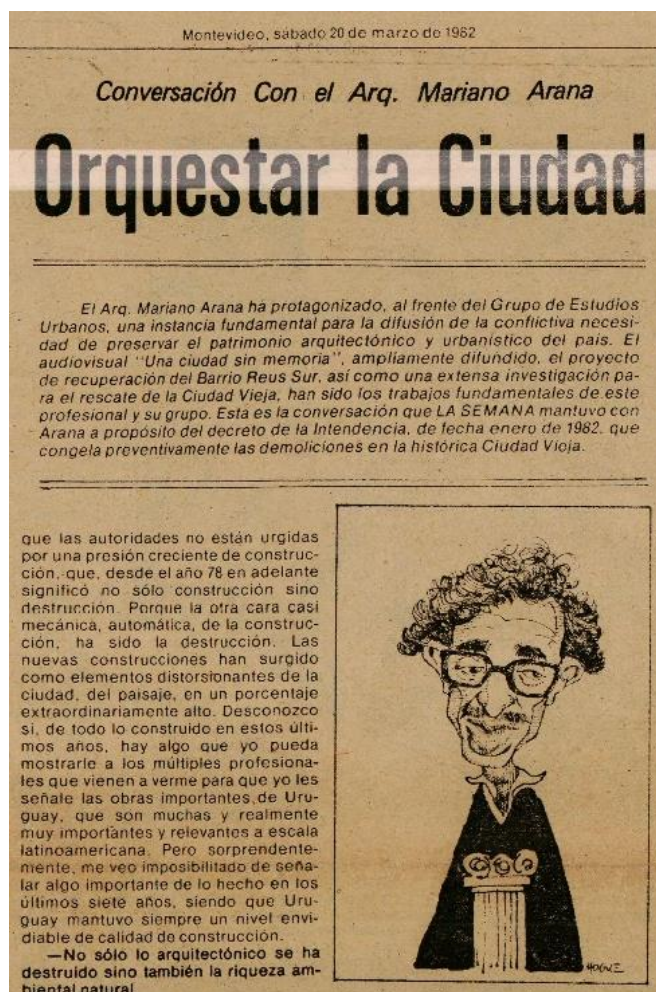 Montevideo, sábado 20 de marzo de 1982
Conversación Con el Arq. Mariano Arana
Orquestar la Ciudad
El Arq. Mariano Arana ha protagonizado, al frente del Grupo de Estudios
Urbanos, una instancia fundamental para la difusión de la conflictiva necesi-
dad de preservar el patrimonio arquitectónico y urbanístico del país. El
audiovisual "Una ciudad sin memoria", ampliamente difundido, el proyecto
de recuperación del Barrio Reus Sur, así como una extensa investigación pa-
ra el rescate de la Ciudad Vieja, han sido los trabajos fundamentales de este
profesional y su grupo. Esta es la conversación que LA SEMANA mantuvo con
Arana a propósito del decreto de la Intendencia, de fecha enero de 1982, que
congela preventivamente las demoliciones en la histórica Ciudad Vieja.
que las autoridades no están urgidas
por una presión creciente de construc-
ción, que, desde el año 78 en adelante
significó no sólo construcción sino
destrucción. Porque la otra cara casi
mecánica, automática, de la construc-
ción, ha sido la destrucción. Las
nuevas construcciones han surgido
como elementos distorsionantes de la
ciudad, del paisaje, en un porcentaje
extraordinariamente alto. Desconozco
si, de todo lo construido en estos últi-
mos años, hay algo que yo pueda
mostrarle a los múltiples profesiona-
les que vienen a verme para que yo les
señale las obras importantes de Uru-
guay, que son muchas y realmente
muy importantes y relevantes a escala
latinoamericana. Pero sorprendente-
mente, me veo imposibilitado de seña-
lar algo importante de lo hecho en los
últimos siete años, siendo que Uru-
guay mantuvo siempre un nivel envi-
diable de calidad de construcción.
—No sólo lo arquitectónico se ha
destruido sino también la riqueza am-
biental natural